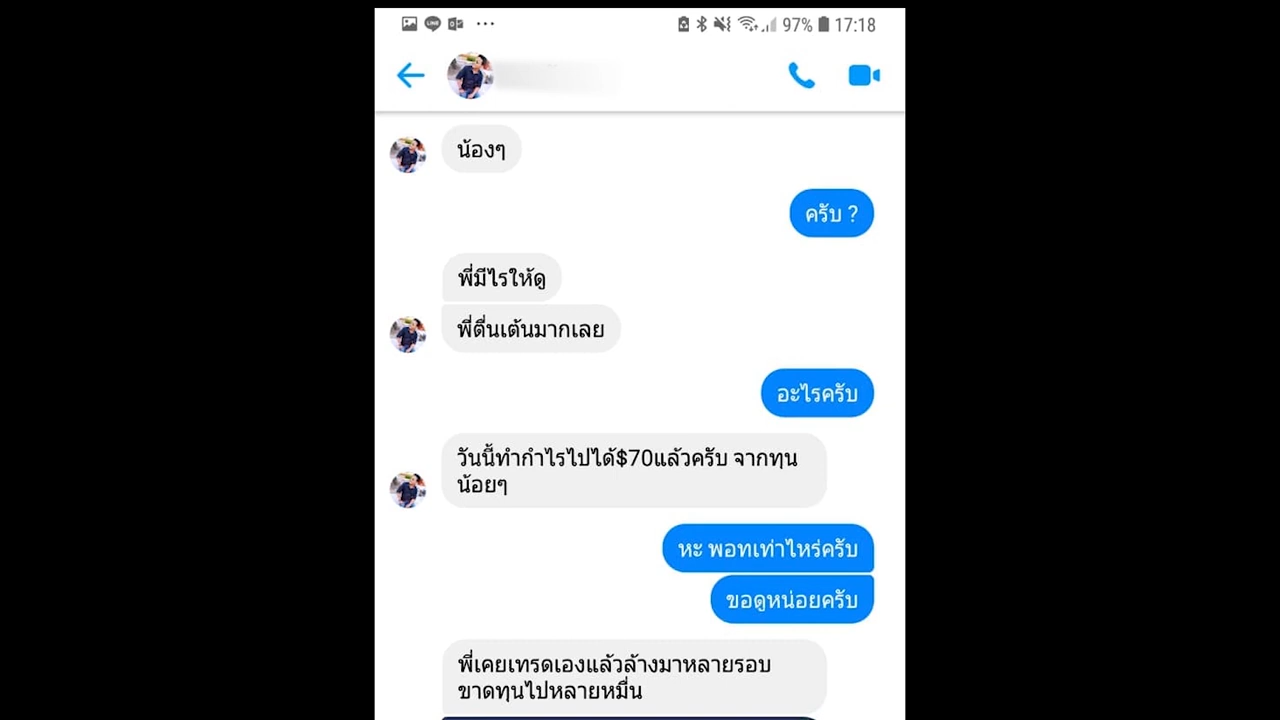 97% 17:18
น้องๆ
ครับ ?
พี่มีไรให้ดู
พี่ตื่นเต้นมากเลย
อะไรครับ
วันนี้ทำกำไรไปได้$70แล้วครับ จากทุน
น้อยๆ
หะ พอทเท่าไหร่ครับ
ขอดูหน่อยครับ
พี่เคยเทรดเองแล้วล้างมาหลายรอบ
ขาดทุนไปหลายหมื่น